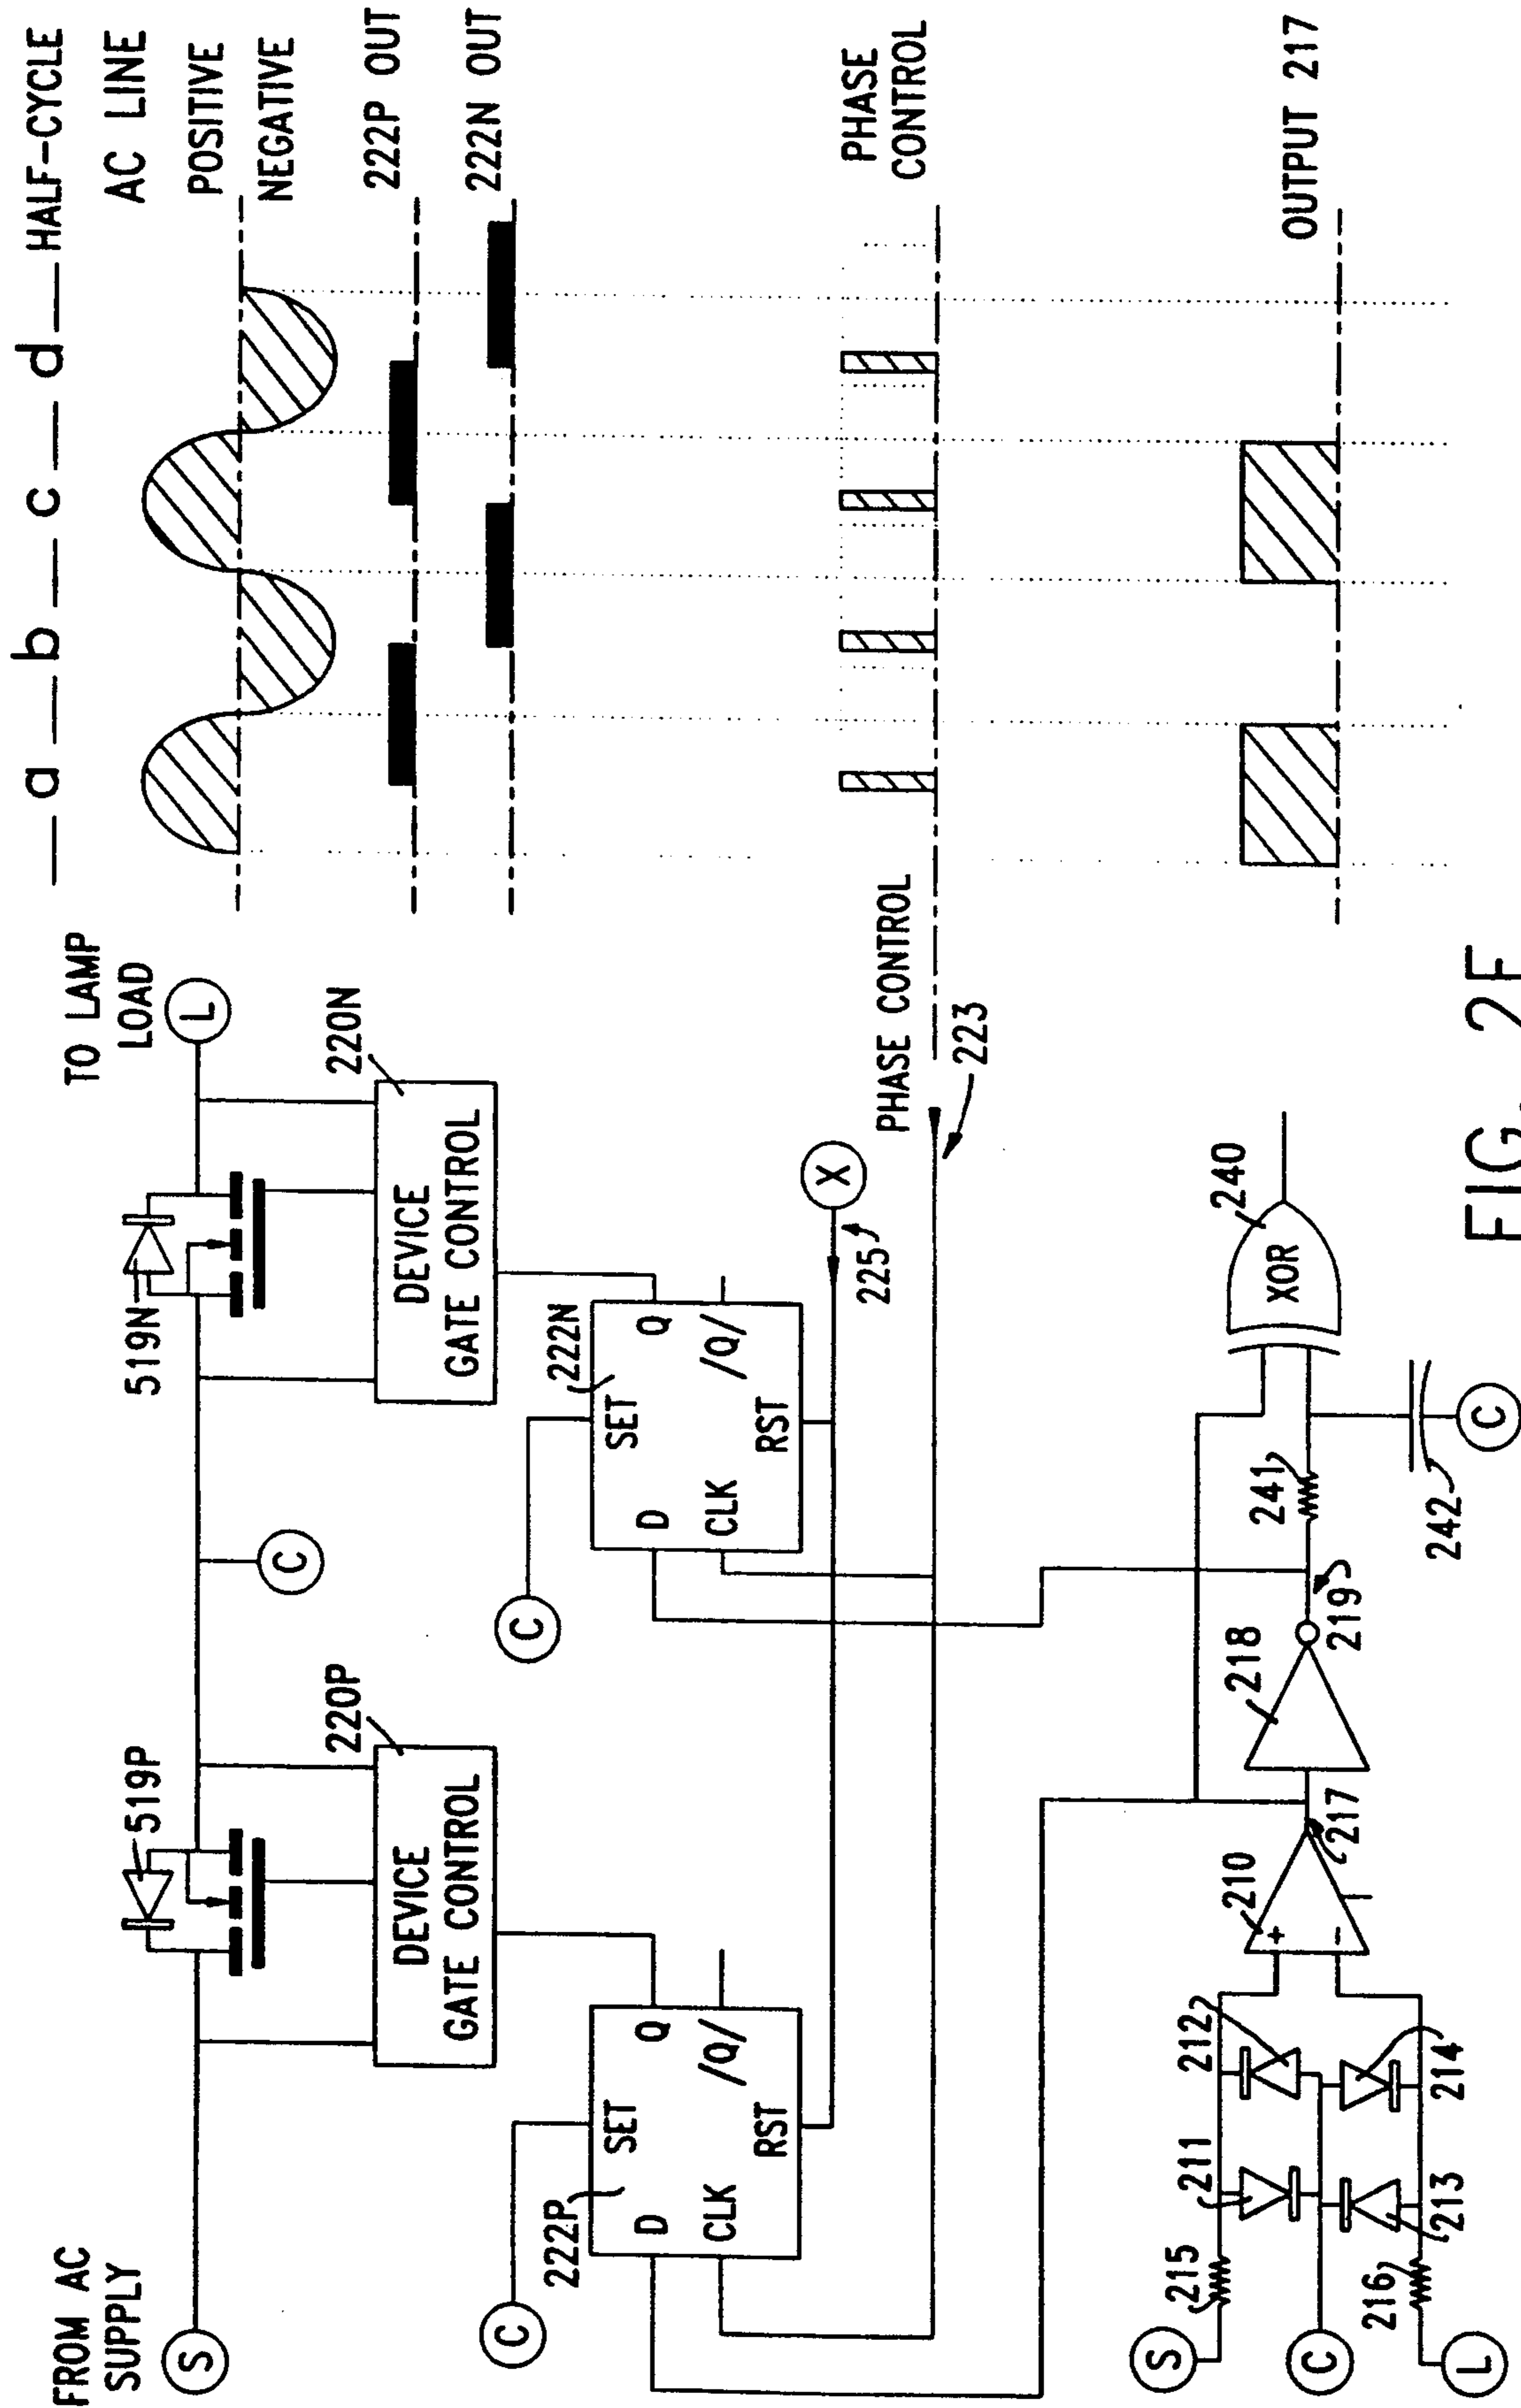 FROM AC
SUPPLY
S
519P
C
519N
TO LAMP
LOAD
L
220P
DEVICE
GATE CONTROL
220N
DEVICE
GATE CONTROL
C
222P
SET
D
Q
CLK
/Q/
RST
C
222N
SET
D
Q
CLK
/Q/
RST
X
225
PHASE CONTROL
223
S
215
211
212
C
L
216
213
214
210
+
-
217
218
219
241
242
C
XOR
240
a b c d HALF-CYCLE
AC LINE
POSITIVE
NEGATIVE
222P OUT
222N OUT
PHASE
CONTROL
OUTPUT 217